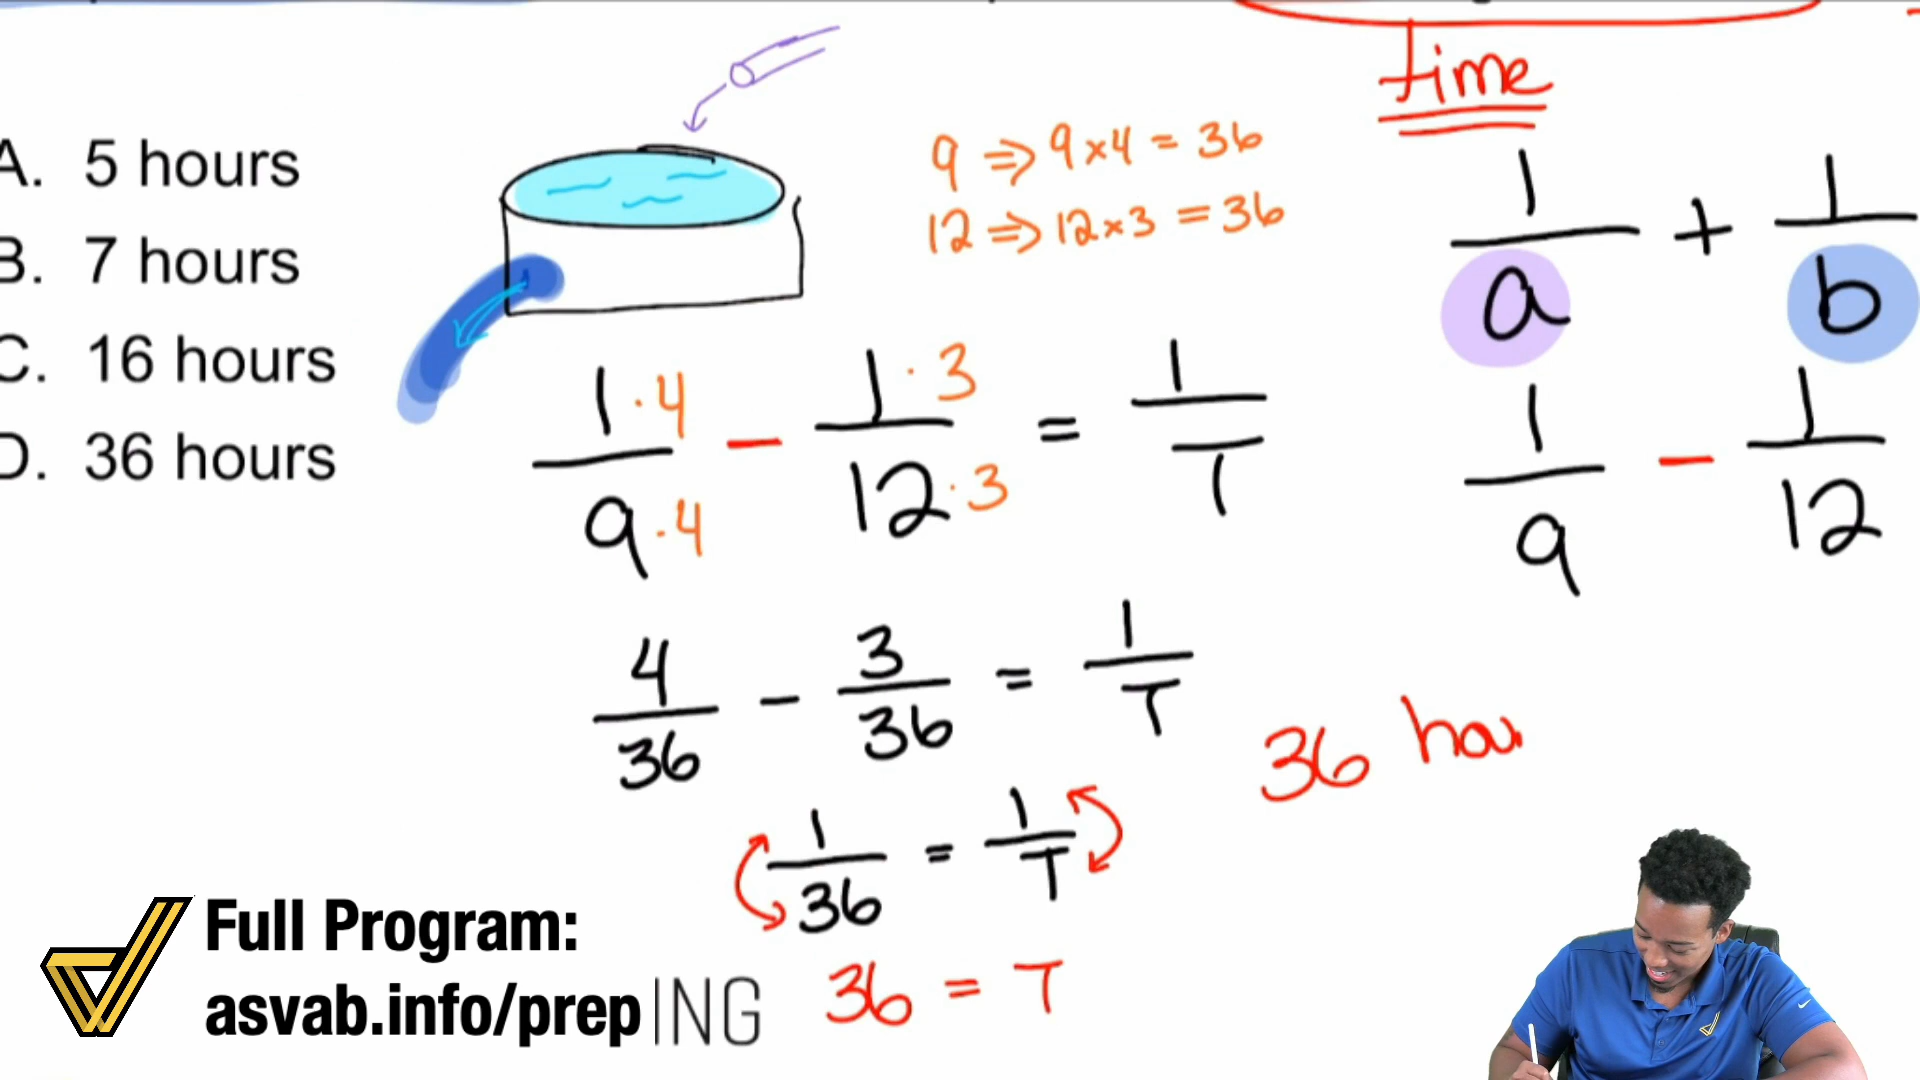 A. 5 hours
B. 7 hours
C. 16 hours
D. 36 hours
9 ⇒ 9×4 = 36
12 ⇒ 12×3 = 36
time
1/a + 1/b
1/9 - 1/12
1·4/9·4 - 1·3/12·3 = 1/T
4/36 - 3/36 = 1/T
36 hou
1/36 = 1/T
36 = T
Full Program:
asvab.info/prep
ING